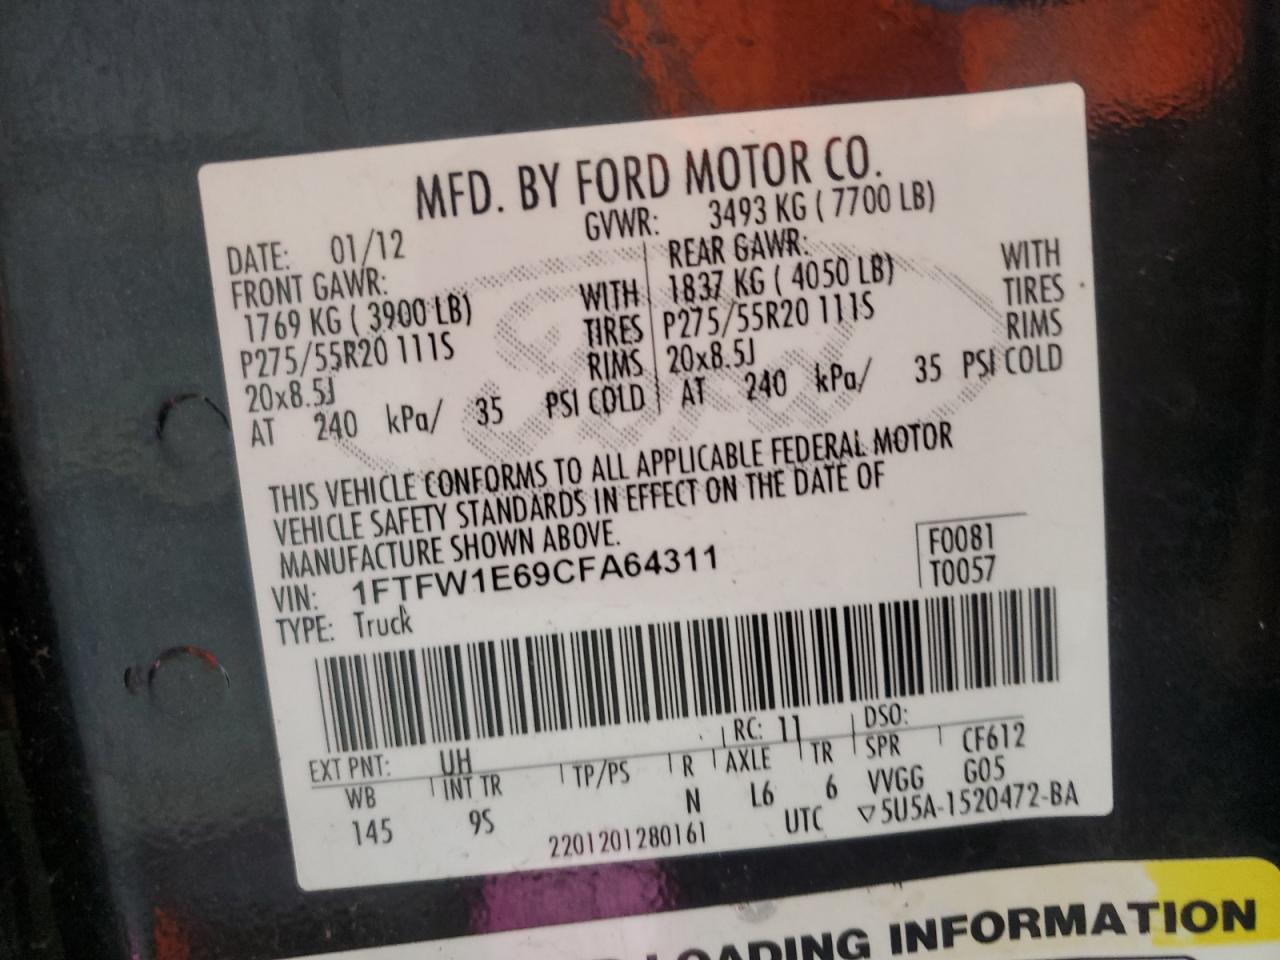 MFD. BY FORD MOTOR CO.
DATE: 01/12 GVWR: 3493 KG ( 7700 LB)
FRONT GAWR: REAR GAWR: WITH
1769 KG ( 3900 LB) WITH 1837 KG ( 4050 LB) TIRES
P275/55R20 111S TIRES P275/55R20 111S RIMS
20x8.5J RIMS 20x8.5J
AT 240 kPa/ 35 PSI COLD AT 240 kPa/ 35 PSI COLD
THIS VEHICLE CONFORMS TO ALL APPLICABLE FEDERAL MOTOR
VEHICLE SAFETY STANDARDS IN EFFECT ON THE DATE OF
MANUFACTURE SHOWN ABOVE.
VIN: 1FTFW1E69CFA64311
TYPE: Truck
F0081
T0057
EXT PNT: UH RC: 11 DSO:
WB INT TR TP/PS R AXLE TR SPR CF612
145 9S N L6 6 VVGG G05
2201201280161 UTC ▽5U5A-1520472-BA
LOADING INFORMATION